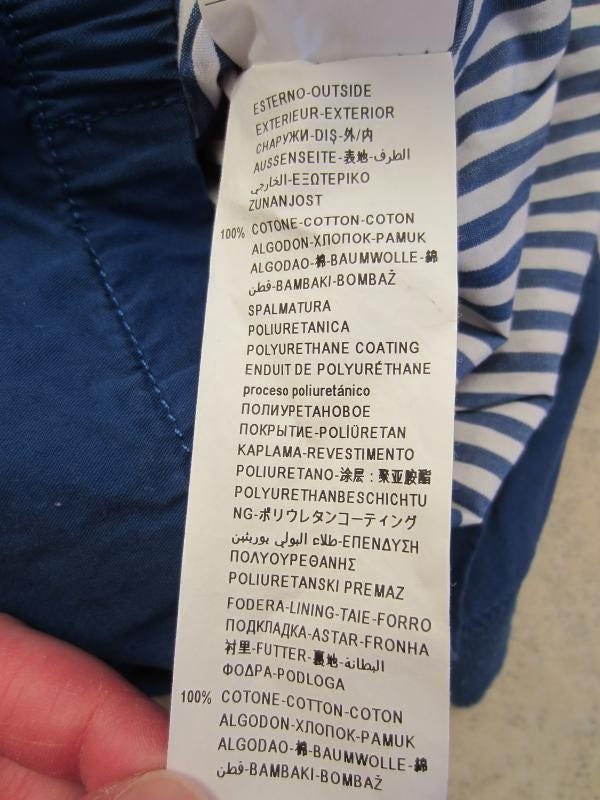 ESTERNO-OUTSIDE
EXTERIEUR-EXTERIOR
СНАРУЖИ-DIŞ-外/内
AUSSENSEITE-表地-الطرف
الخارجي-ΕΞΩΤΕΡΙΚΟ
ZUNANJOST
100% COTONE-COTTON-COTON
ALGODON-ХЛОПОК-PAMUK
ALGODAO-棉-BAUMWOLLE-綿
قطن-BAMBAKI-BOMBAŽ
SPALMATURA
POLIURETANICA
POLYURETHANE COATING
ENDUIT DE POLYURÉTHANE
proceso poliuretánico
ПОЛИУРЕТАНОВОЕ
ПОКРЫТИЕ-POLİÜRETAN
KAPLAMA-REVESTIMENTO
POLIURETANO-涂层：聚亚胺酯
POLYURETHANBESCHICHTU
NG-ポリウレタンコーティング
طلاء البولي يوريثين-ΕΠΕΝΔΥΣΗ
ΠΟΛΥΟΥΡΕΘΑΝΗΣ
POLIURETANSKI PREMAZ
FODERA-LINING-TAIE-FORRO
ПОДКЛАДКА-ASTAR-FRONHA
衬里-FUTTER-裏地-البطانة
ΦΟΔΡΑ-PODLOGA
100% COTONE-COTTON-COTON
ALGODON-ХЛОПОК-PAMUK
ALGODAO-棉-BAUMWOLLE-綿
قطن-BAMBAKI-BOMBAŽ